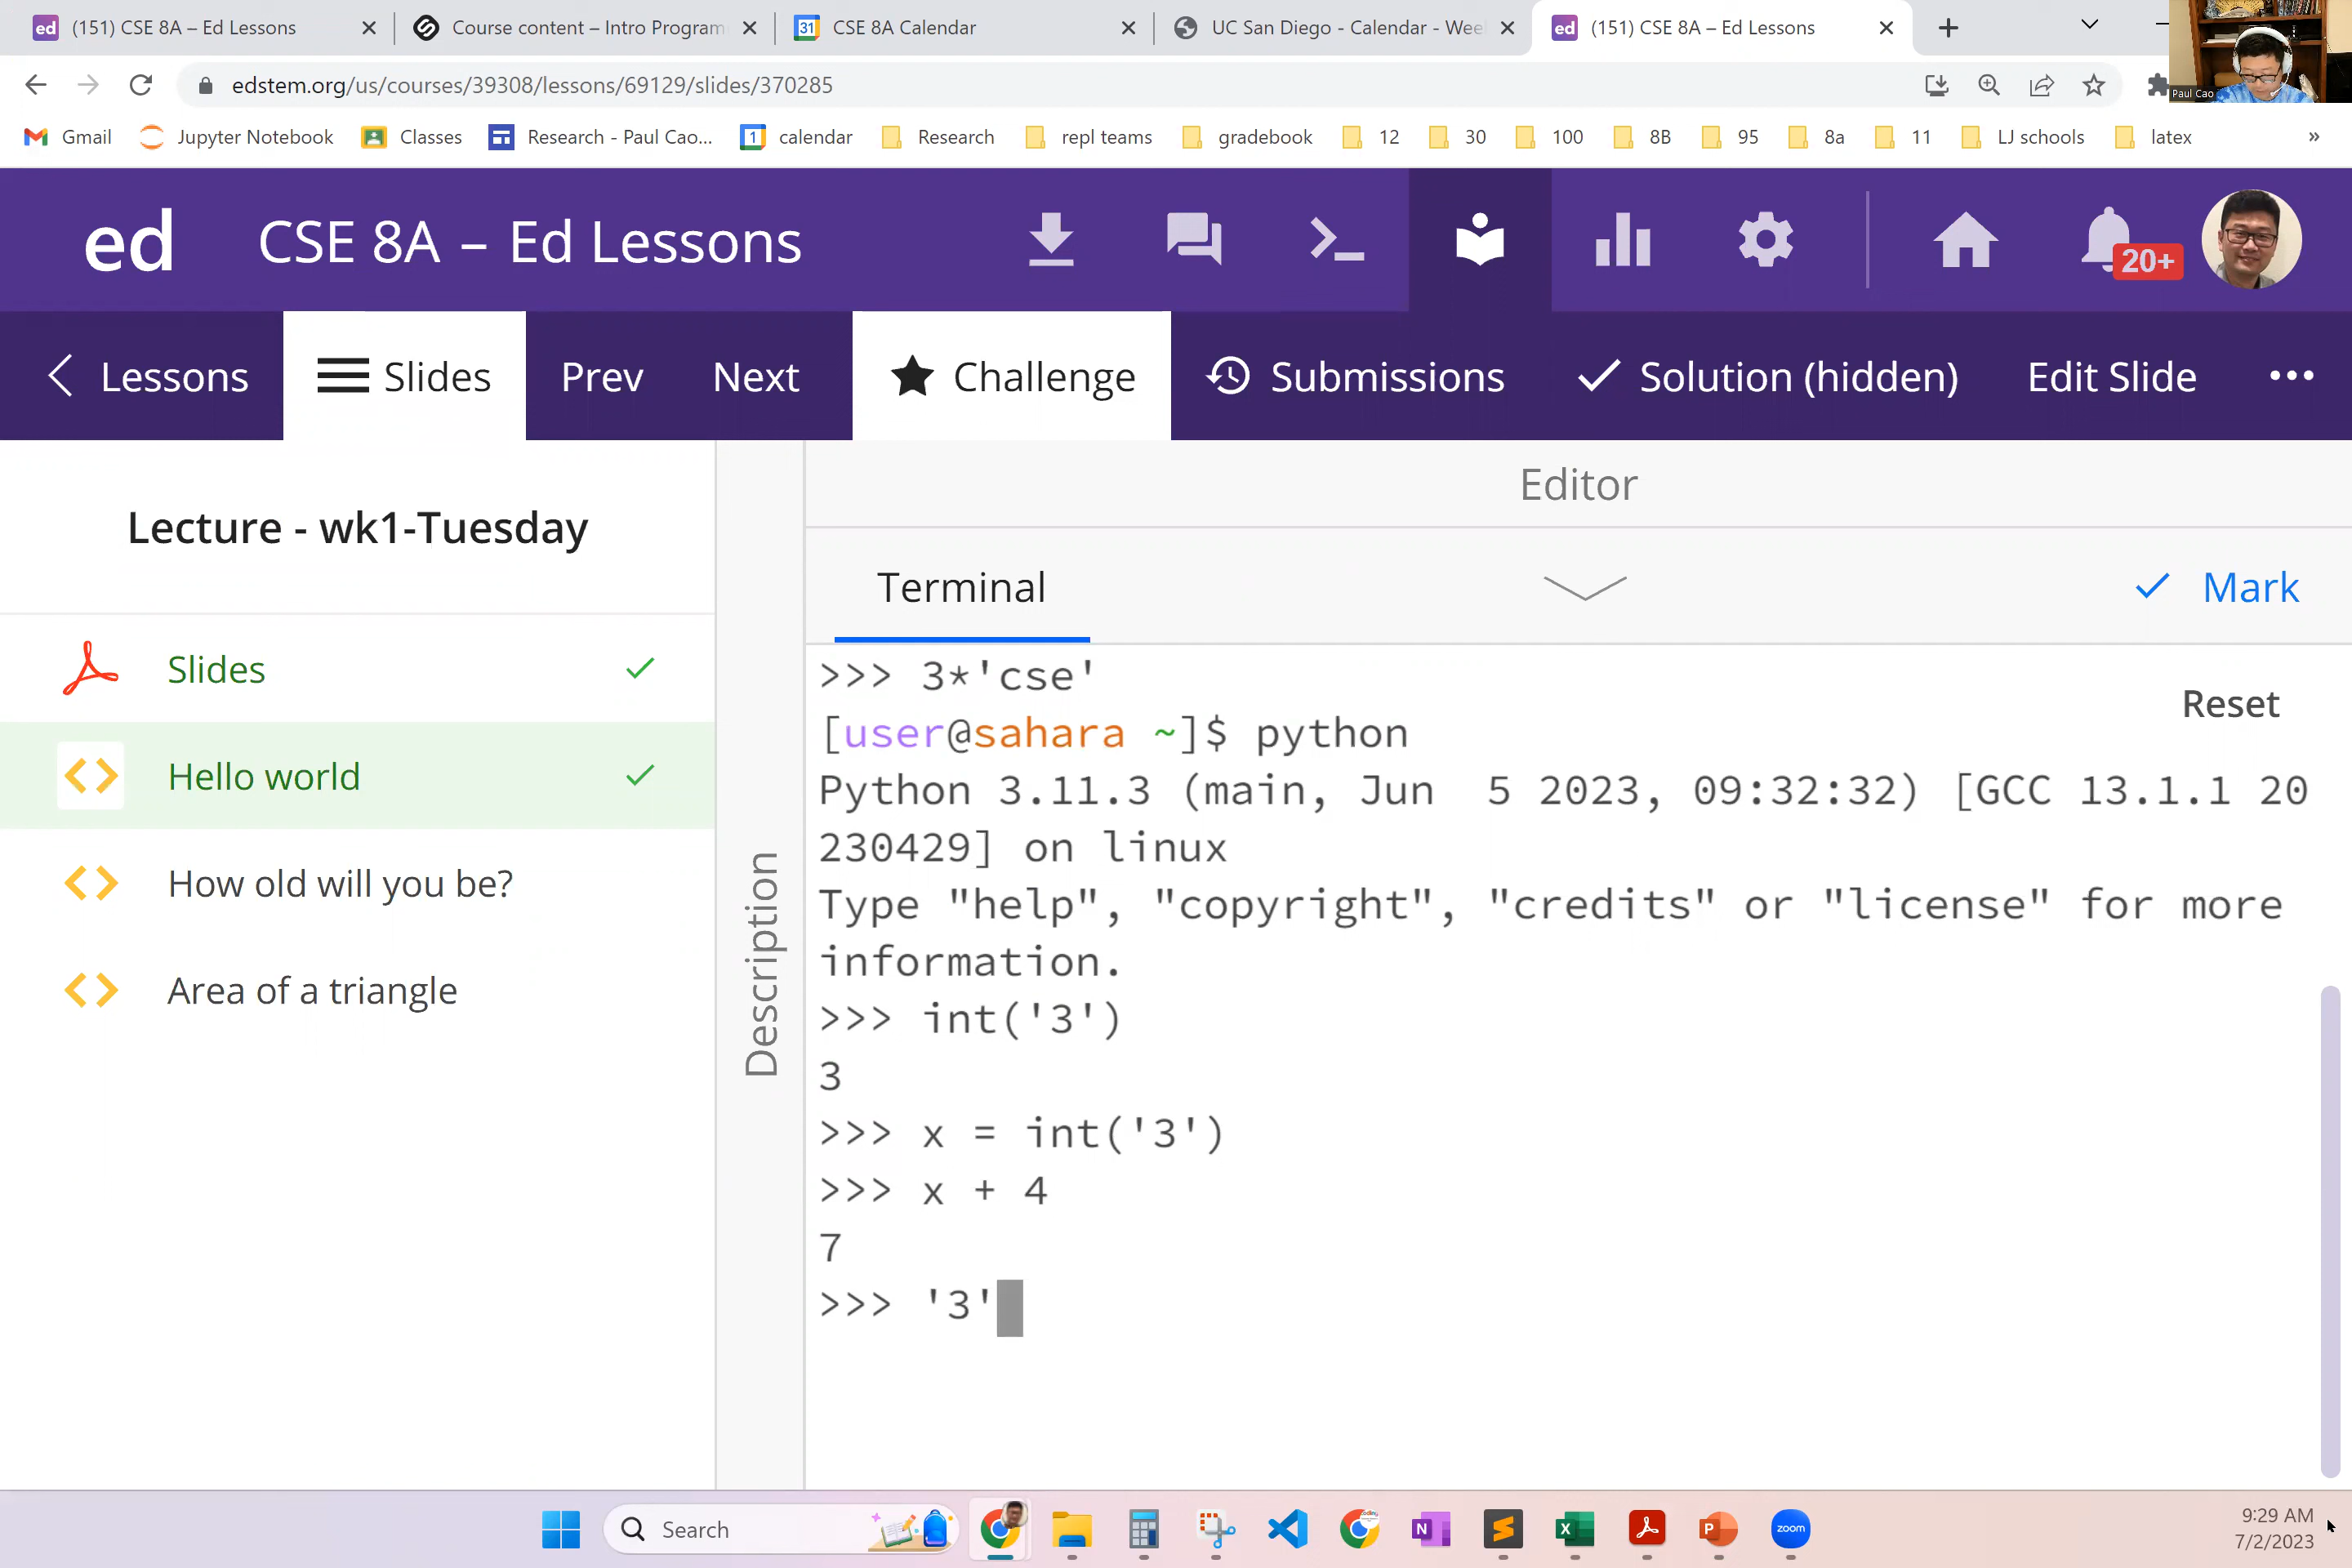 (151) CSE 8A – Ed Lessons
Course content – Intro Program
31
CSE 8A Calendar
UC San Diego - Calendar - Wee
ed
(151) CSE 8A – Ed Lessons
edstem.org/us/courses/39308/lessons/69129/slides/370285
Paul Cao
Gmail
Jupyter Notebook
Classes
Research - Paul Cao...
1
calendar
Research
repl teams
gradebook
12
30
100
8B
95
8a
11
LJ schools
latex
»
ed
CSE 8A – Ed Lessons
20+
Lessons
Slides
Prev
Next
Challenge
Submissions
Solution (hidden)
Edit Slide
Lecture - wk1-Tuesday
Slides
Hello world
How old will you be?
Area of a triangle
Description
Editor
Terminal
Mark
Reset
>>> 3*'cse'
[user@sahara ~]$ python
Python 3.11.3 (main, Jun  5 2023, 09:32:32) [GCC 13.1.1 20
230429] on linux
Type "help", "copyright", "credits" or "license" for more
information.
>>> int('3')
3
>>> x = int('3')
>>> x + 4
7
>>> '3'
Search
zoom
9:29 AM
7/2/2023